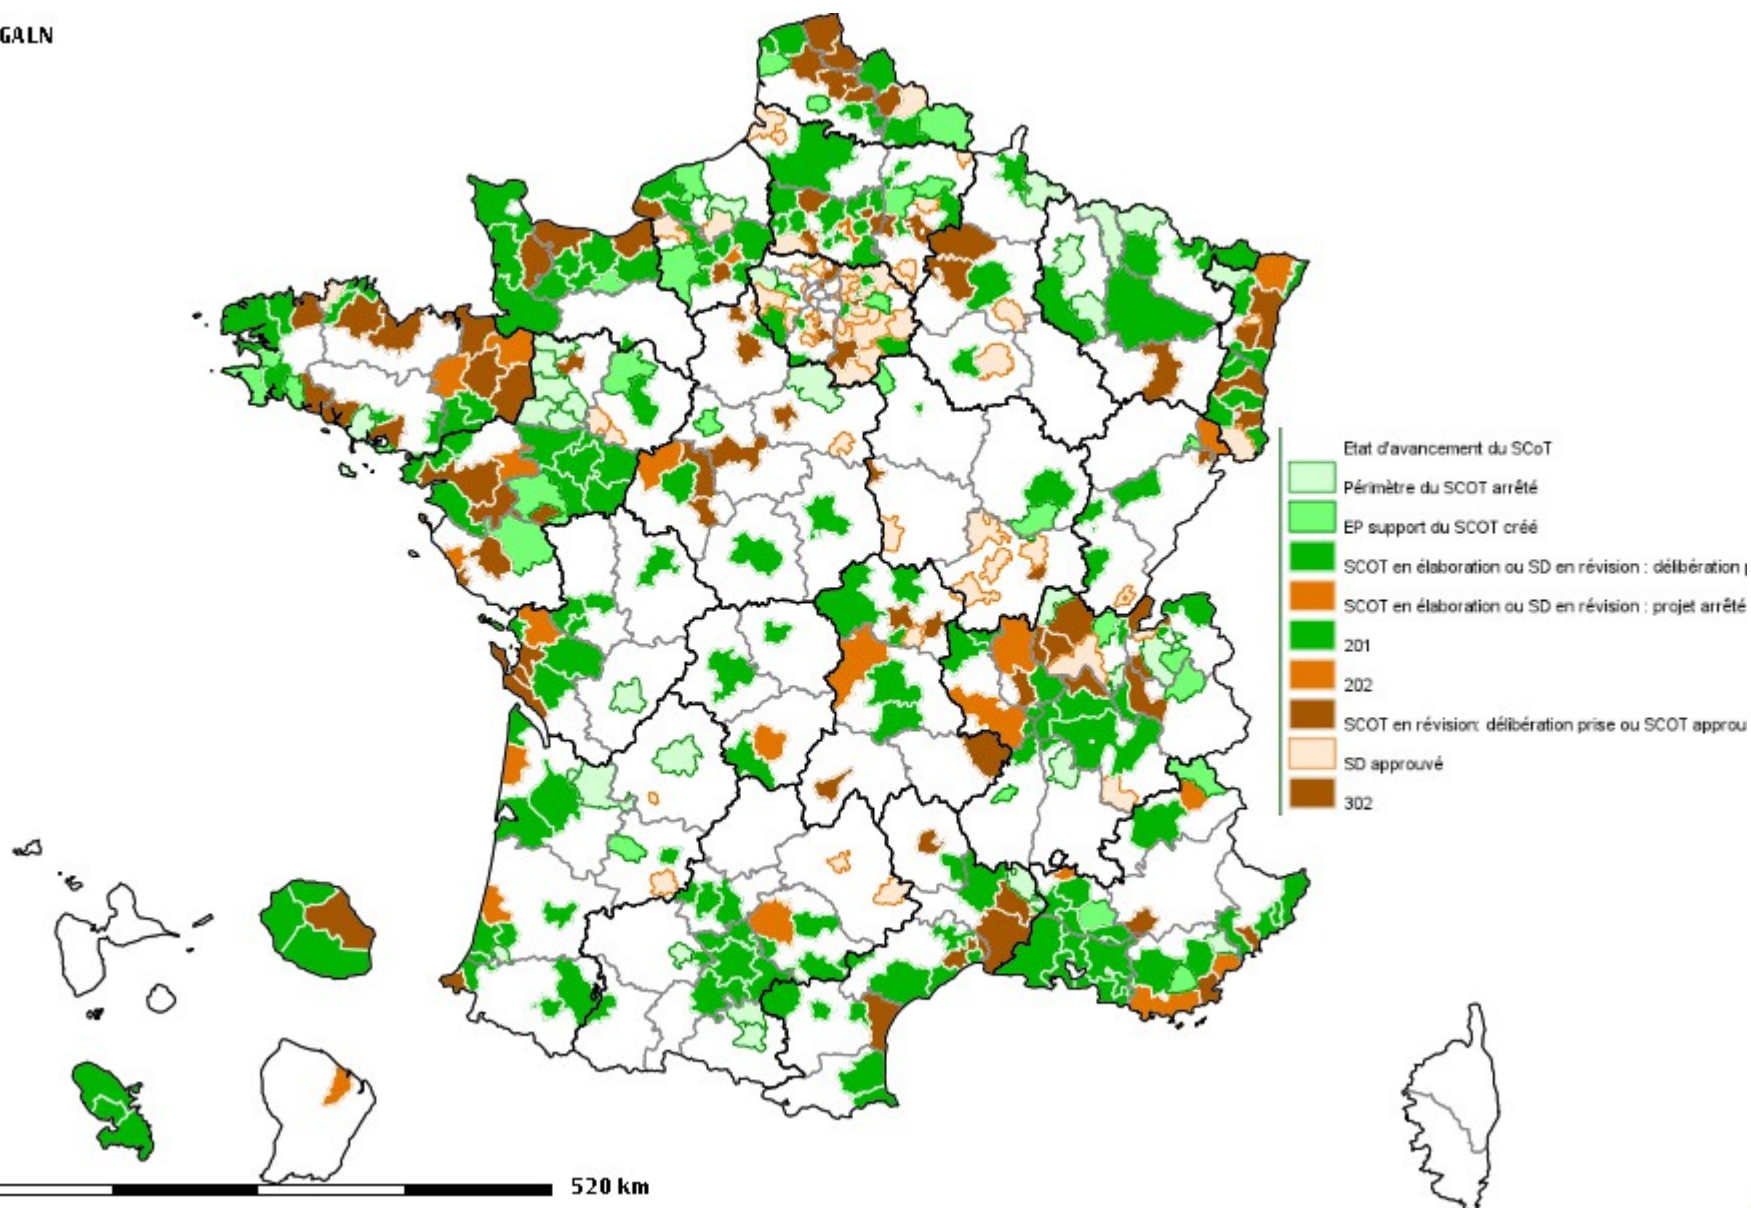 GALN
Etat d'avancement du SCoT
Périmètre du SCOT arrêté
EP support du SCOT créé
SCOT en élaboration ou SD en révision : délibération
SCOT en élaboration ou SD en révision : projet arrêté
201
202
SCOT en révision: délibération prise ou SCOT approu
SD approuvé
302
520 km